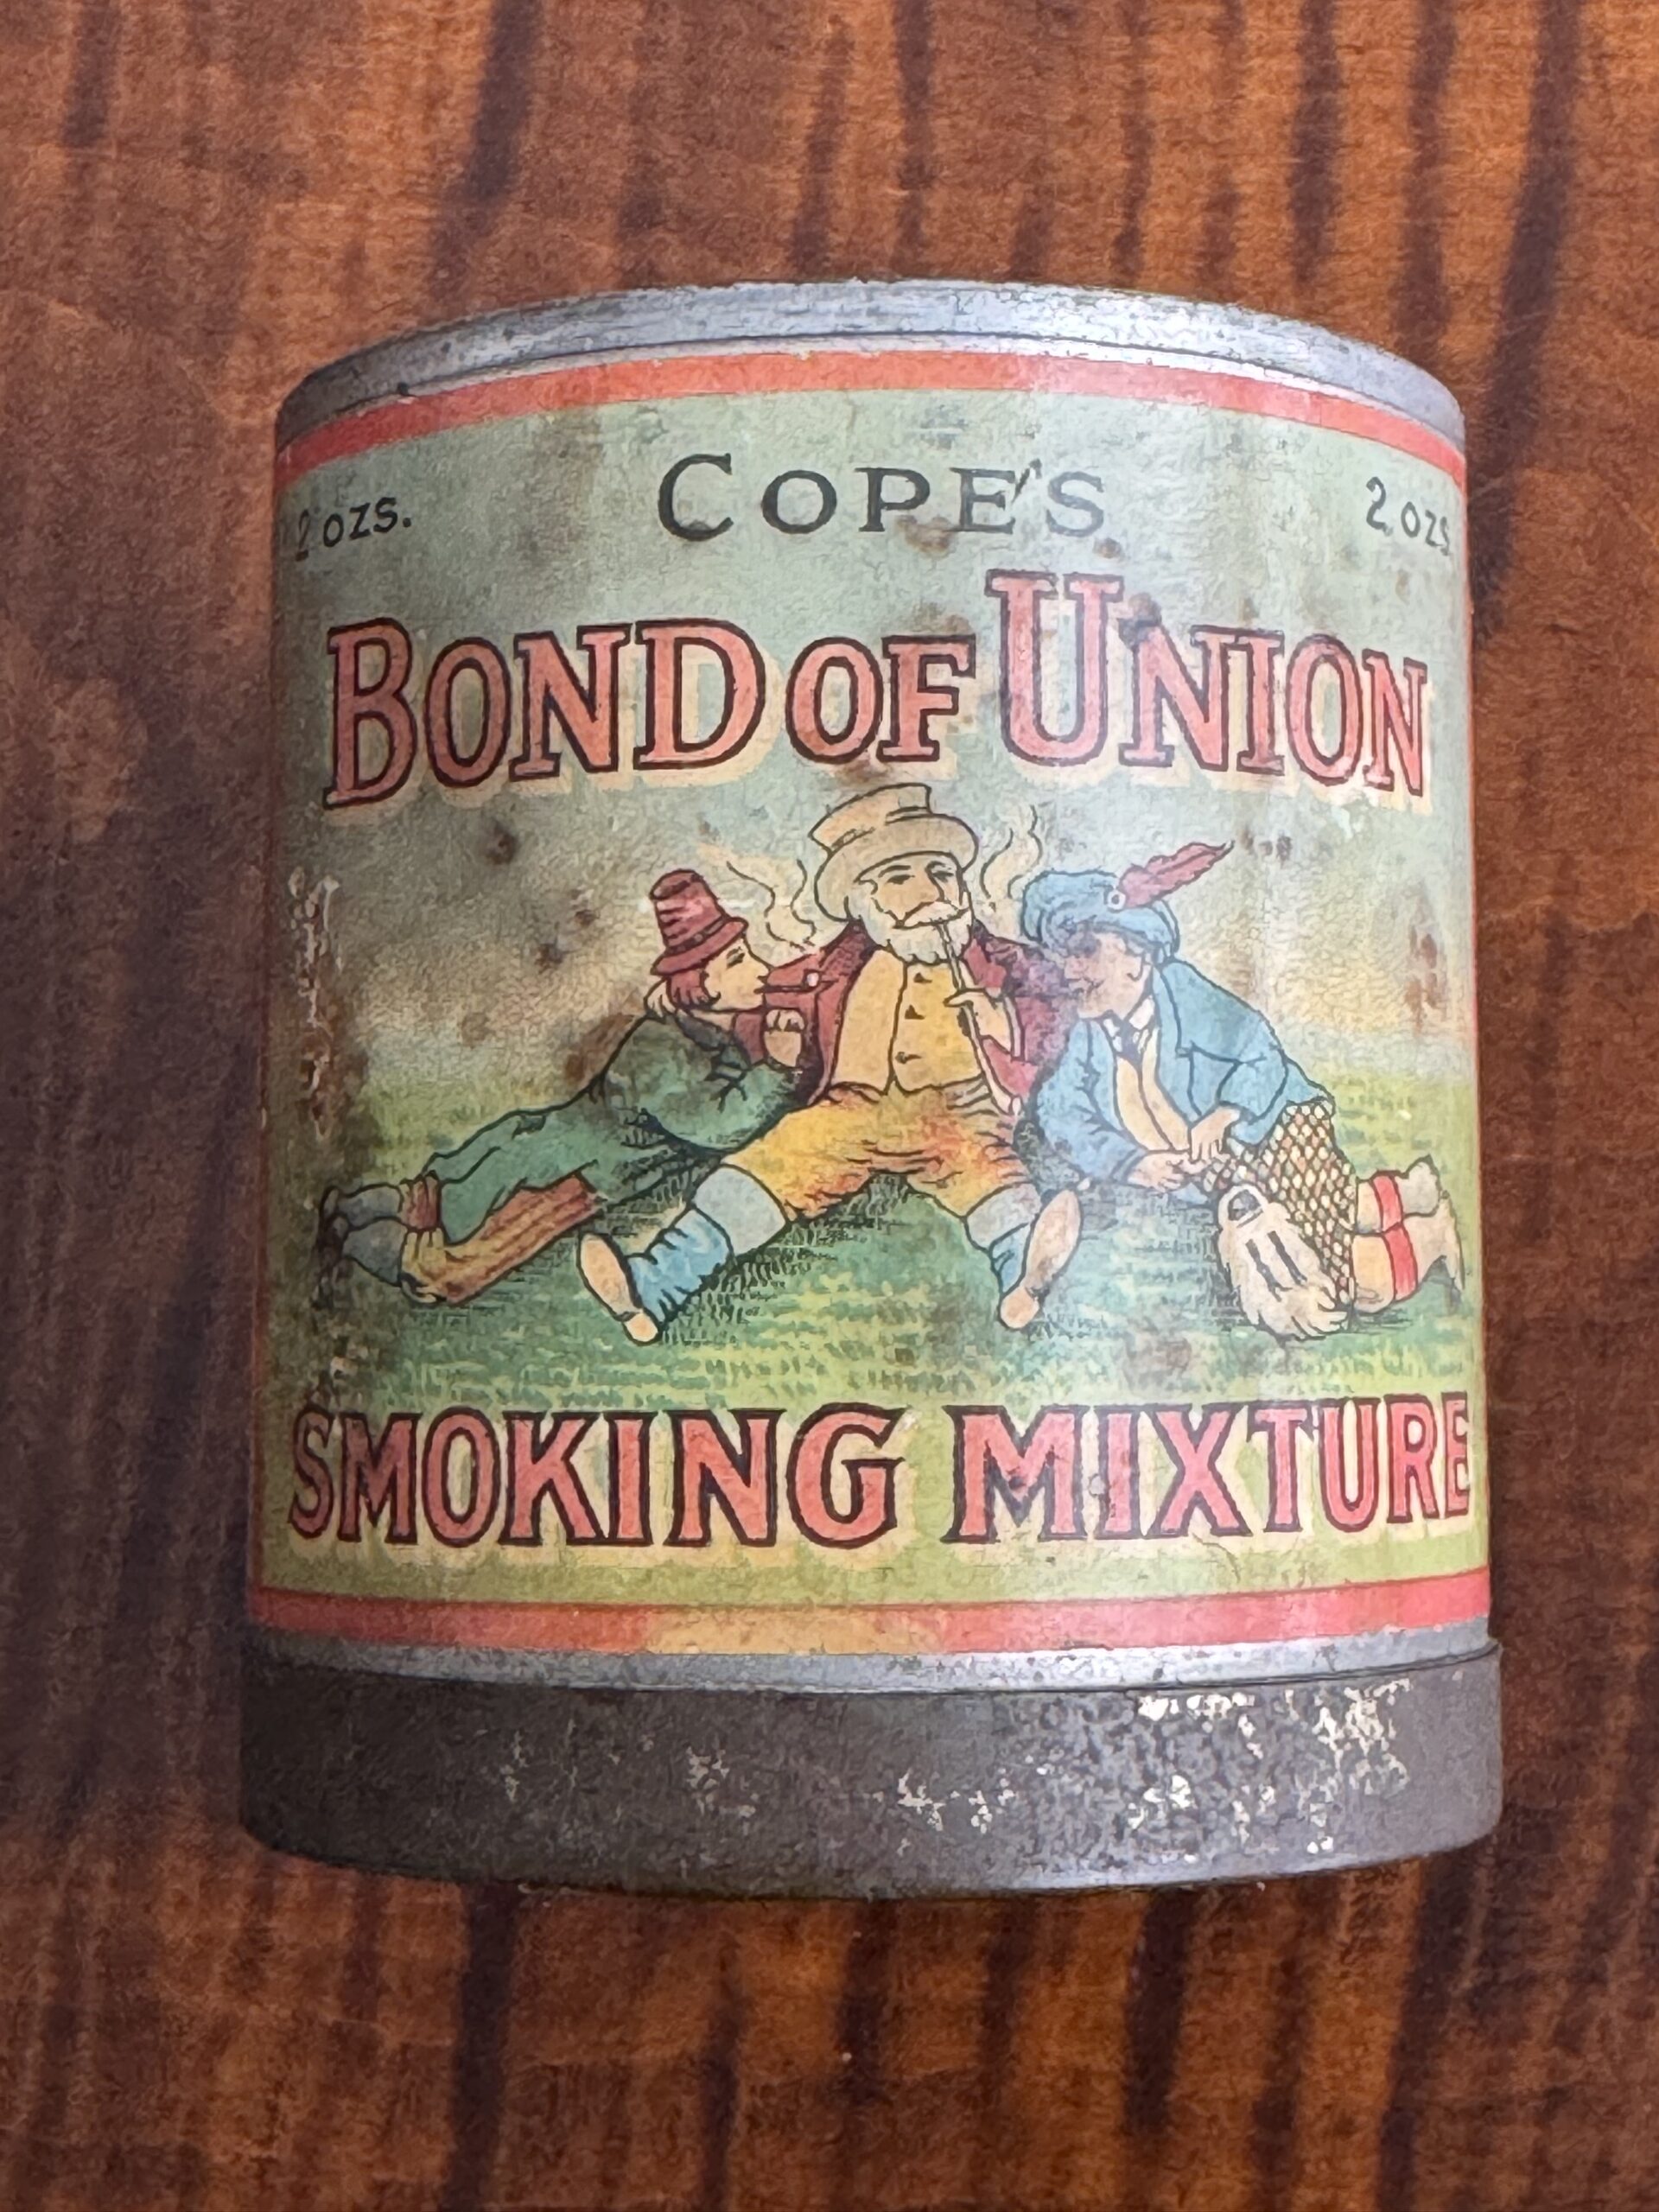 COPE'S
2 OZS. 2 OZS.
BOND OF UNION
SMOKING MIXTURE